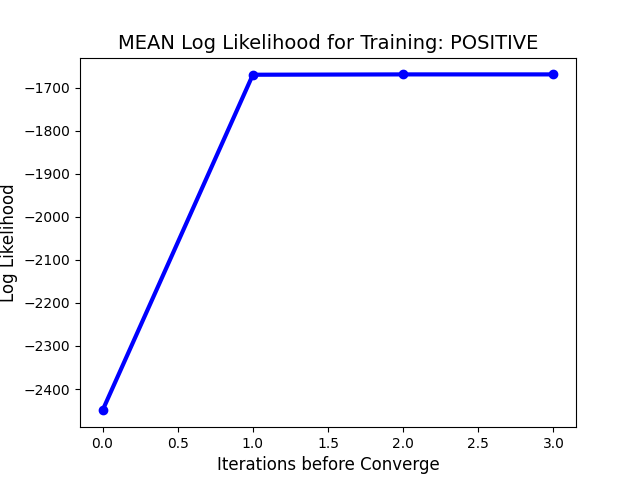 MEAN Log Likelihood for Training: POSITIVE
Log Likelihood
−1700
−1800
−1900
−2000
−2100
−2200
−2300
−2400
0.0 0.5 1.0 1.5 2.0 2.5 3.0
Iterations before Converge